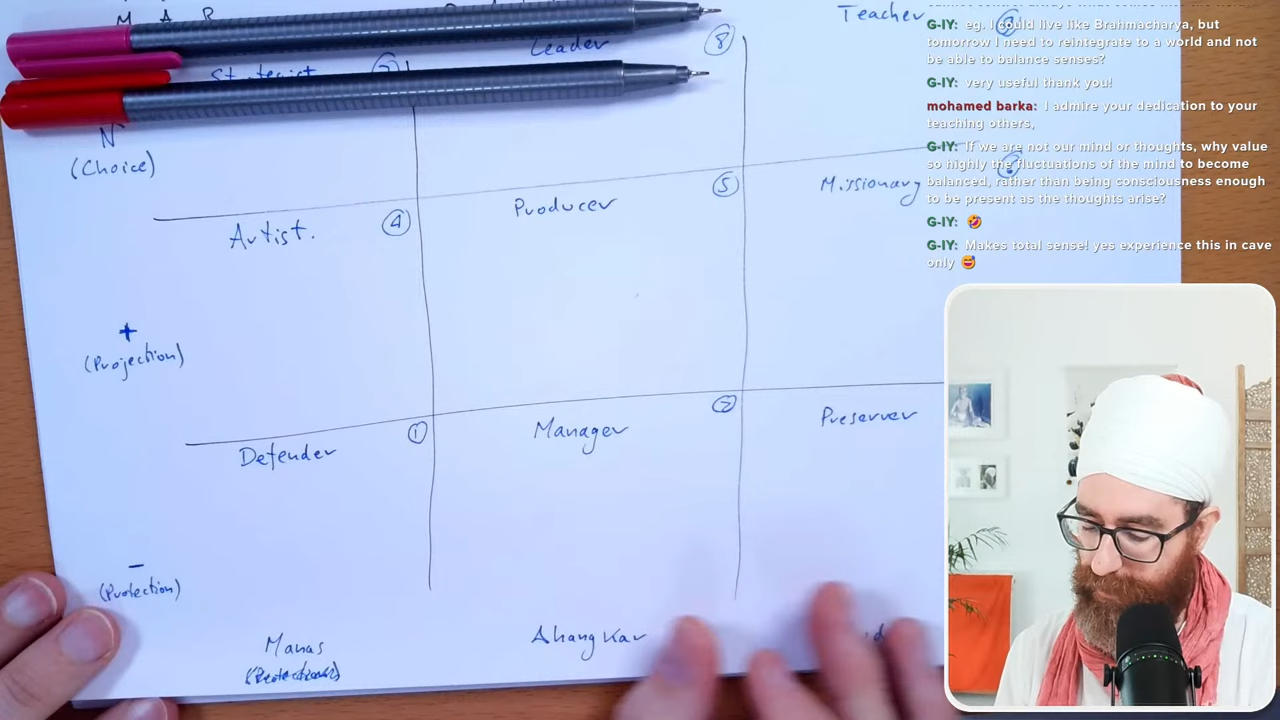 M A R
Teacher
⑧
Leader
Strategist
N
(Choice)
⑤
Missionary
④
Producer
Artist.
+
(Projection)
②
Preserver
①
Manager
Defender
-
(Protection)
Ahangkar
Manas
G-IY: eg. I could live like Brahmacharya, but
tomorrow I need to reintegrate to a world and not
be able to balance senses?
G-IY: very useful thank you!
mohamed barka: I admire your dedication to your
teaching others,
G-IY: If we are not our mind or thoughts, why value
so highly the fluctuations of the mind to become
balanced, rather than being consciousness enough
to be present as the thoughts arise?
G-IY: 🤣
G-IY: Makes total sense! yes experience this in cave
only 😅